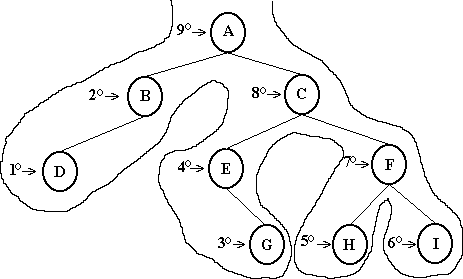 9º→ A
2º→ B 8º→ C
1º→ D 4º→ E 7º→ F
3º→ G 5º→ H 6º→ I